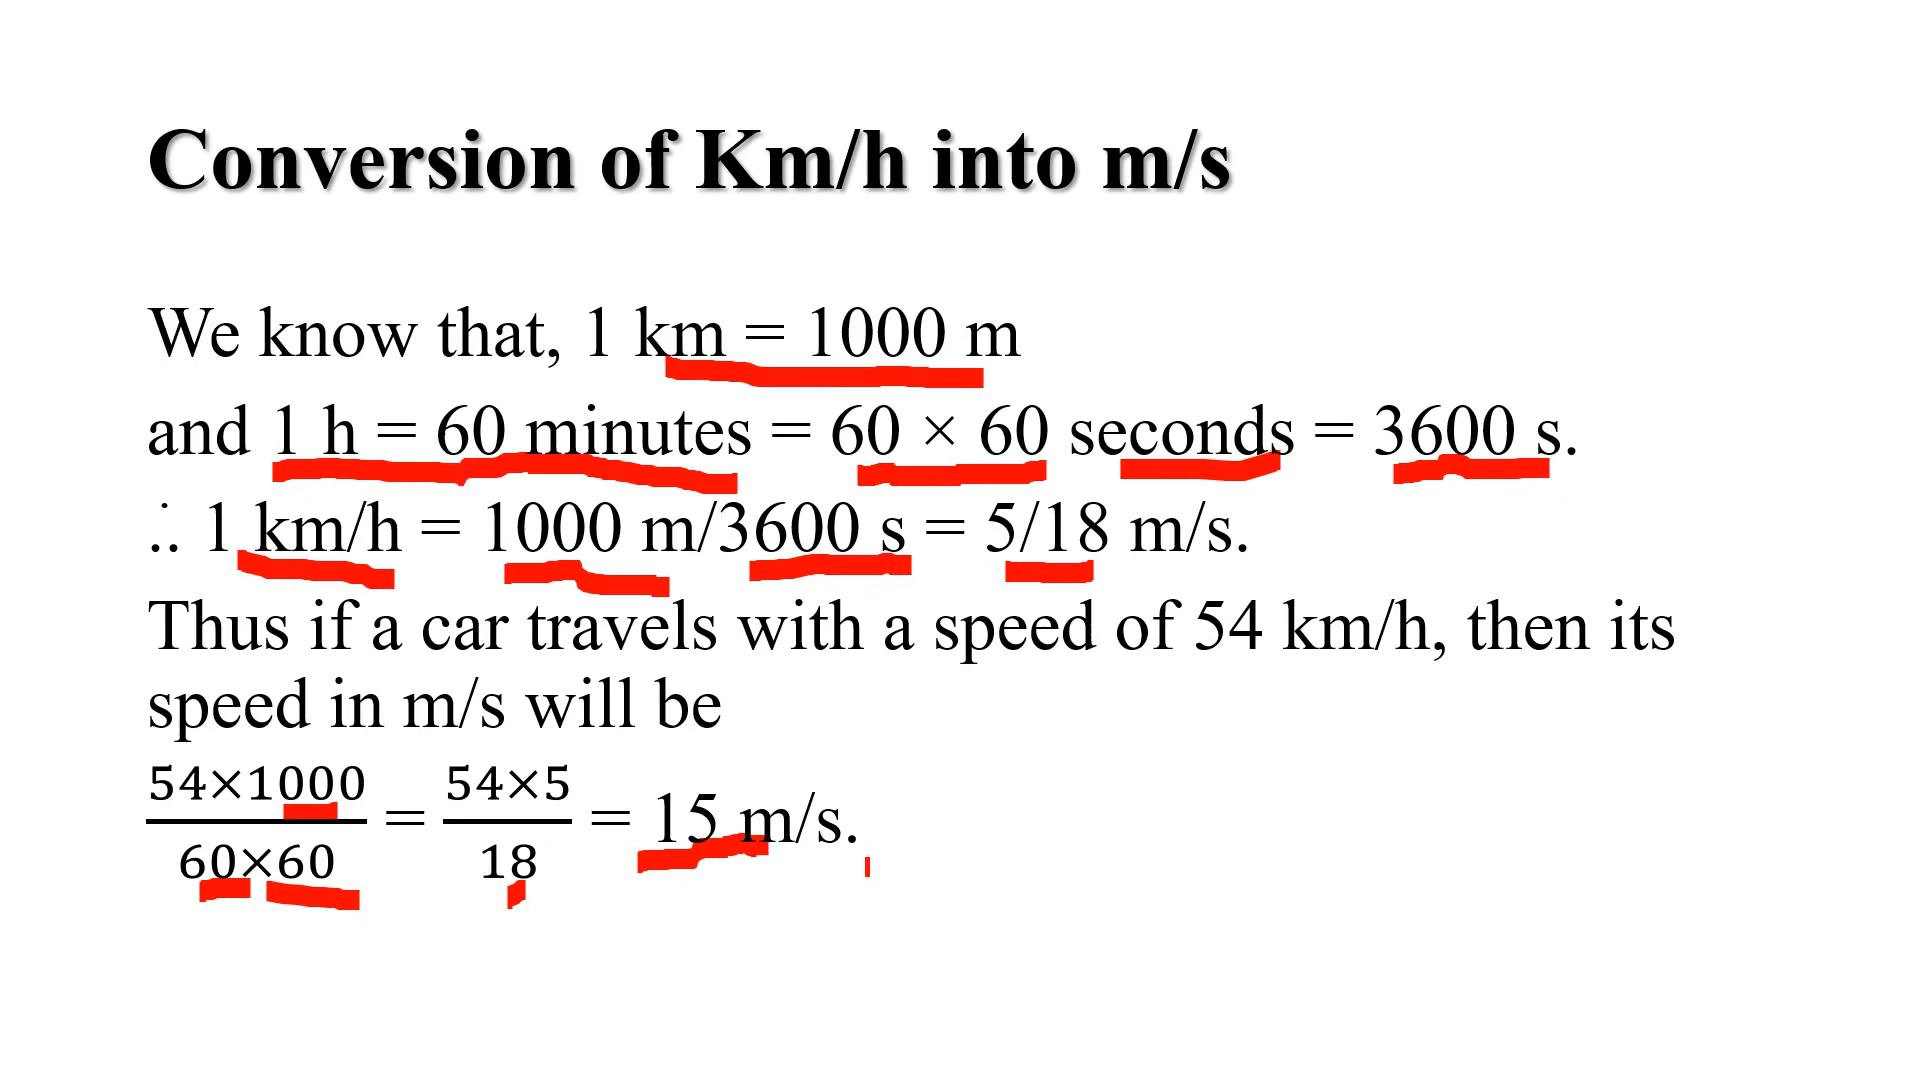 Conversion of Km/h into m/s
We know that, 1 km = 1000 m
and 1 h = 60 minutes = 60 × 60 seconds = 3600 s.
∴ 1 km/h = 1000 m/3600 s = 5/18 m/s.
Thus if a car travels with a speed of 54 km/h, then its
speed in m/s will be
54×1000/60×60 = 54×5/18 = 15 m/s.